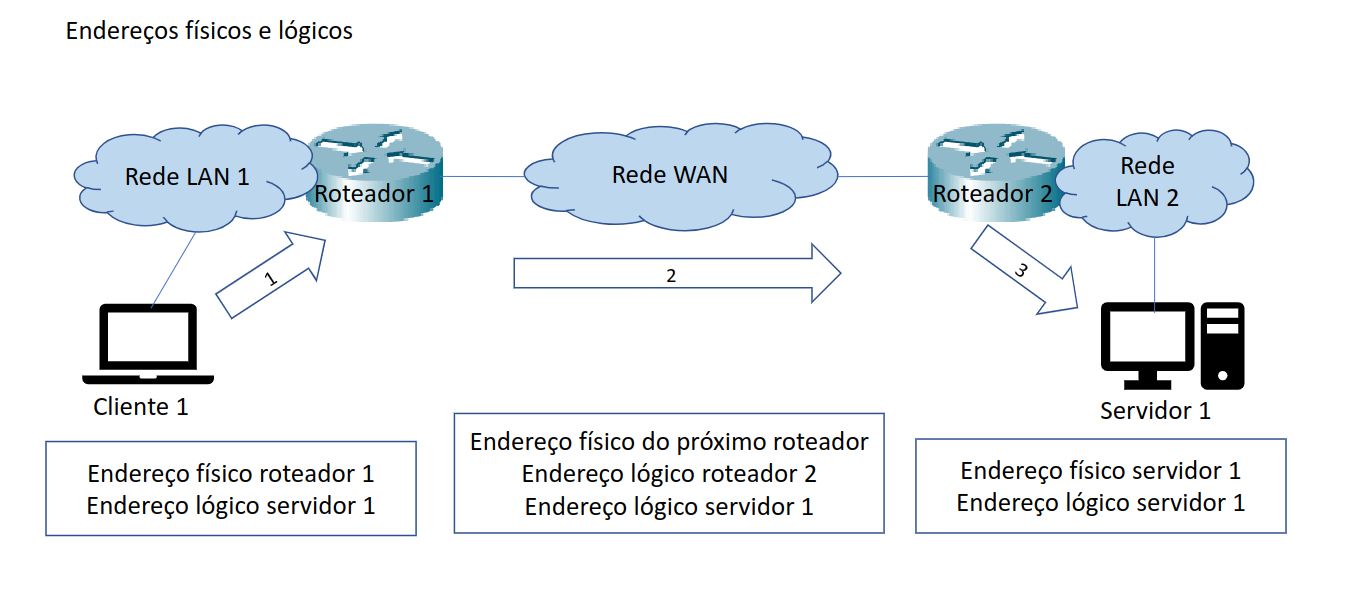 Endereços físicos e lógicos
Rede LAN 1
Roteador 1
Rede WAN
Roteador 2
Rede
LAN 2
1
2
3
Cliente 1
Servidor 1
Endereço físico roteador 1
Endereço lógico servidor 1
Endereço físico do próximo roteador
Endereço lógico roteador 2
Endereço lógico servidor 1
Endereço físico servidor 1
Endereço lógico servidor 1